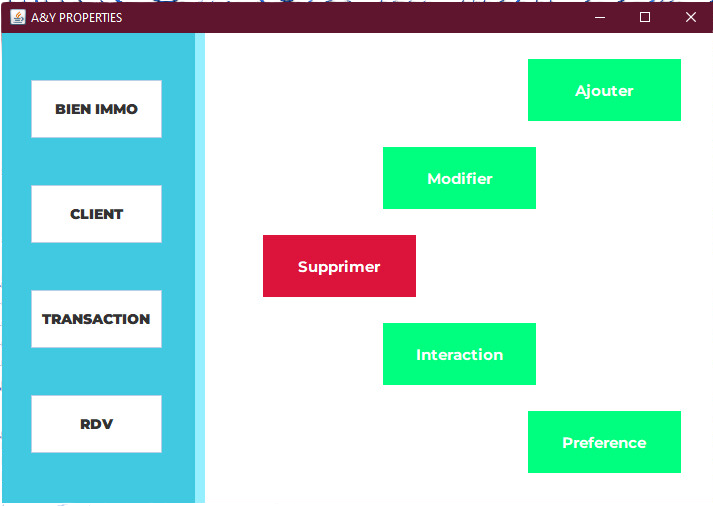 A&Y PROPERTIES
BIEN IMMO
CLIENT
TRANSACTION
RDV
Ajouter
Modifier
Supprimer
Interaction
Preference